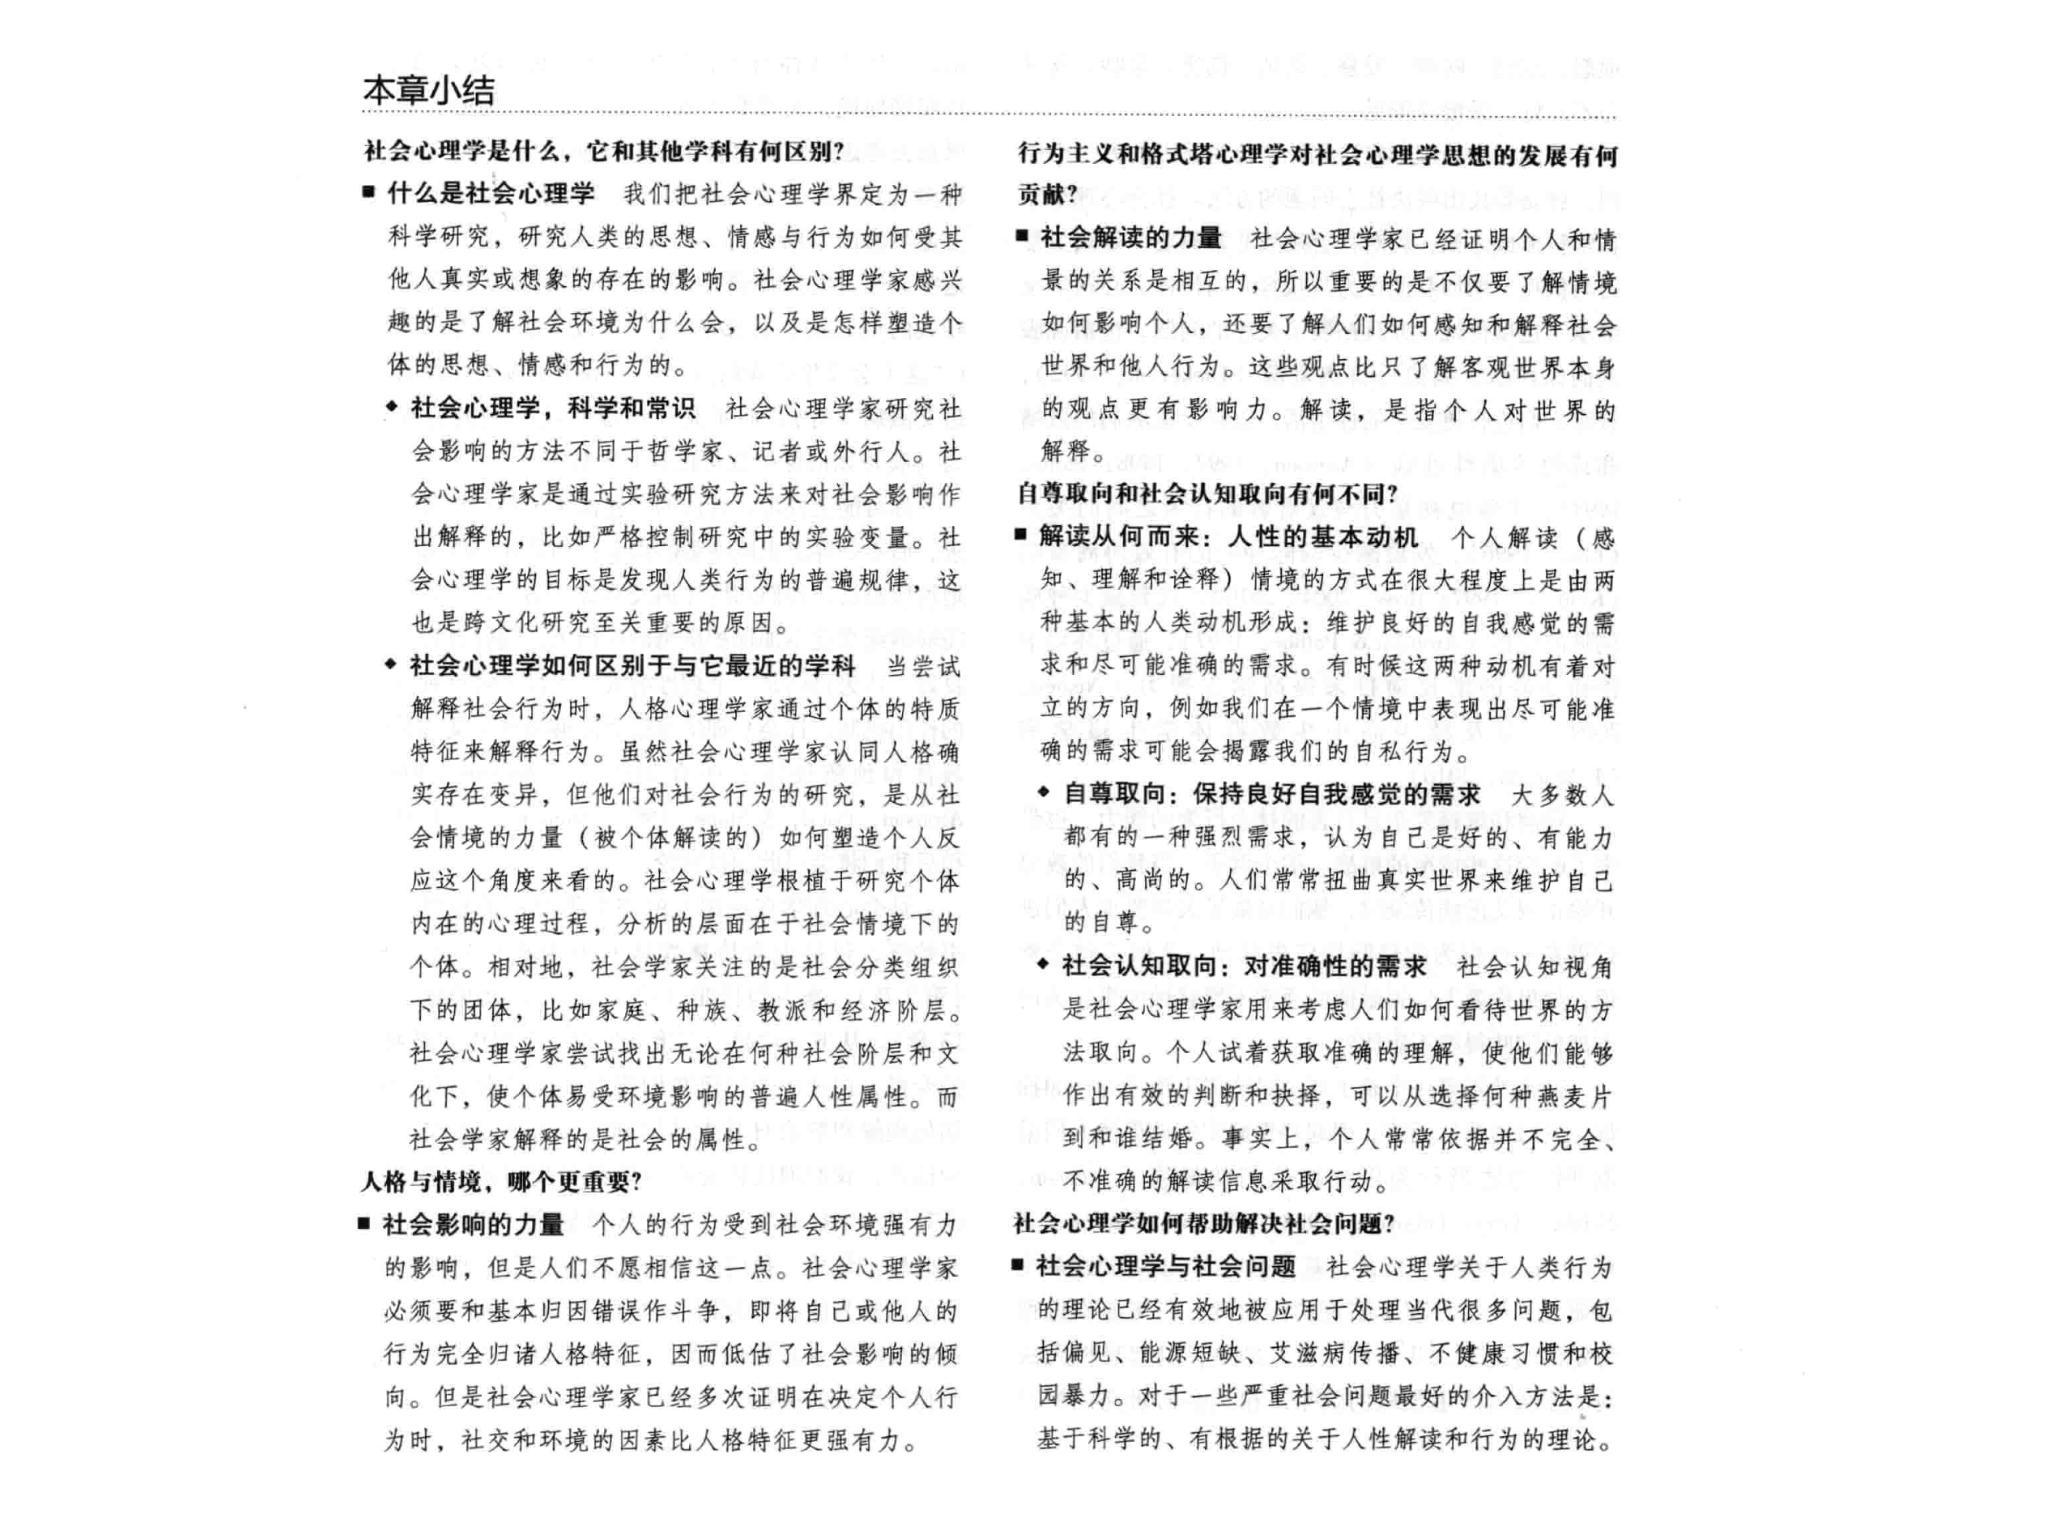 本章小结
社会心理学是什么，它和其他学科有何区别？
■ 什么是社会心理学　我们把社会心理学界定为一种
科学研究，研究人类的思想、情感与行为如何受其
他人真实或想象的存在的影响。社会心理学家感兴
趣的是了解社会环境为什么会，以及是怎样塑造个
体的思想、情感和行为的。
◆ 社会心理学，科学和常识　社会心理学家研究社
会影响的方法不同于哲学家、记者或外行人。社
会心理学家是通过实验研究方法来对社会影响作
出解释的，比如严格控制研究中的实验变量。社
会心理学的目标是发现人类行为的普遍规律，这
也是跨文化研究至关重要的原因。
◆ 社会心理学如何区别于与它最近的学科　当尝试
解释社会行为时，人格心理学家通过个体的特质
特征来解释行为。虽然社会心理学家认同人格确
实存在变异，但他们对社会行为的研究，是从社
会情境的力量（被个体解读的）如何塑造个人反
应这个角度来看的。社会心理学根植于研究个体
内在的心理过程，分析的层面在于社会情境下的
个体。相对地，社会学家关注的是社会分类组织
下的团体，比如家庭、种族、教派和经济阶层。
社会心理学家尝试找出无论在何种社会阶层和文
化下，使个体易受环境影响的普遍人性属性。而
社会学家解释的是社会的属性。
人格与情境，哪个更重要？
■ 社会影响的力量　个人的行为受到社会环境强有力
的影响，但是人们不愿相信这一点。社会心理学家
必须要和基本归因错误作斗争，即将自己或他人的
行为完全归诸人格特征，因而低估了社会影响的倾
向。但是社会心理学家已经多次证明在决定个人行
为时，社交和环境的因素比人格特征更强有力。
行为主义和格式塔心理学对社会心理学思想的发展有何
贡献？
■ 社会解读的力量　社会心理学家已经证明个人和情
景的关系是相互的，所以重要的是不仅要了解情境
如何影响个人，还要了解人们如何感知和解释社会
世界和他人行为。这些观点比只了解客观世界本身
的观点更有影响力。解读，是指个人对世界的
解释。
自尊取向和社会认知取向有何不同？
■ 解读从何而来：人性的基本动机　个人解读（感
知、理解和诠释）情境的方式在很大程度上是由两
种基本的人类动机形成：维护良好的自我感觉的需
求和尽可能准确的需求。有时候这两种动机有着对
立的方向，例如我们在一个情境中表现出尽可能准
确的需求可能会揭露我们的自私行为。
◆ 自尊取向：保持良好自我感觉的需求　大多数人
都有的一种强烈需求，认为自己是好的、有能力
的、高尚的。人们常常扭曲真实世界来维护自己
的自尊。
◆ 社会认知取向：对准确性的需求　社会认知视角
是社会心理学家用来考虑人们如何看待世界的方
法取向。个人试着获取准确的理解，使他们能够
作出有效的判断和抉择，可以从选择何种燕麦片
到和谁结婚。事实上，个人常常依据并不完全、
不准确的解读信息采取行动。
社会心理学如何帮助解决社会问题？
■ 社会心理学与社会问题　社会心理学关于人类行为
的理论已经有效地被应用于处理当代很多问题，包
括偏见、能源短缺、艾滋病传播、不健康习惯和校
园暴力。对于一些严重社会问题最好的介入方法是：
基于科学的、有根据的关于人性解读和行为的理论。